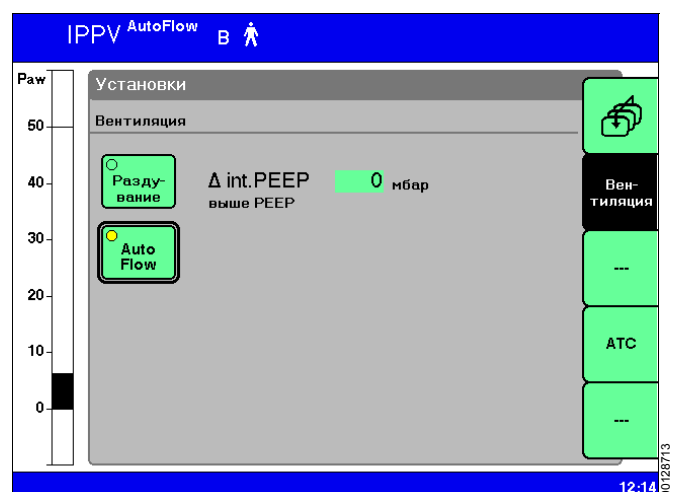 IPPV AutoFlow B
Paw
Установки
50
Вентиляция
40
Разду-
вание
Δ int.PEEP 0 мбар
выше PEEP
Вен-
тиляция
30
Auto
Flow
---
20
10
ATC
0
---
12:14
00128713